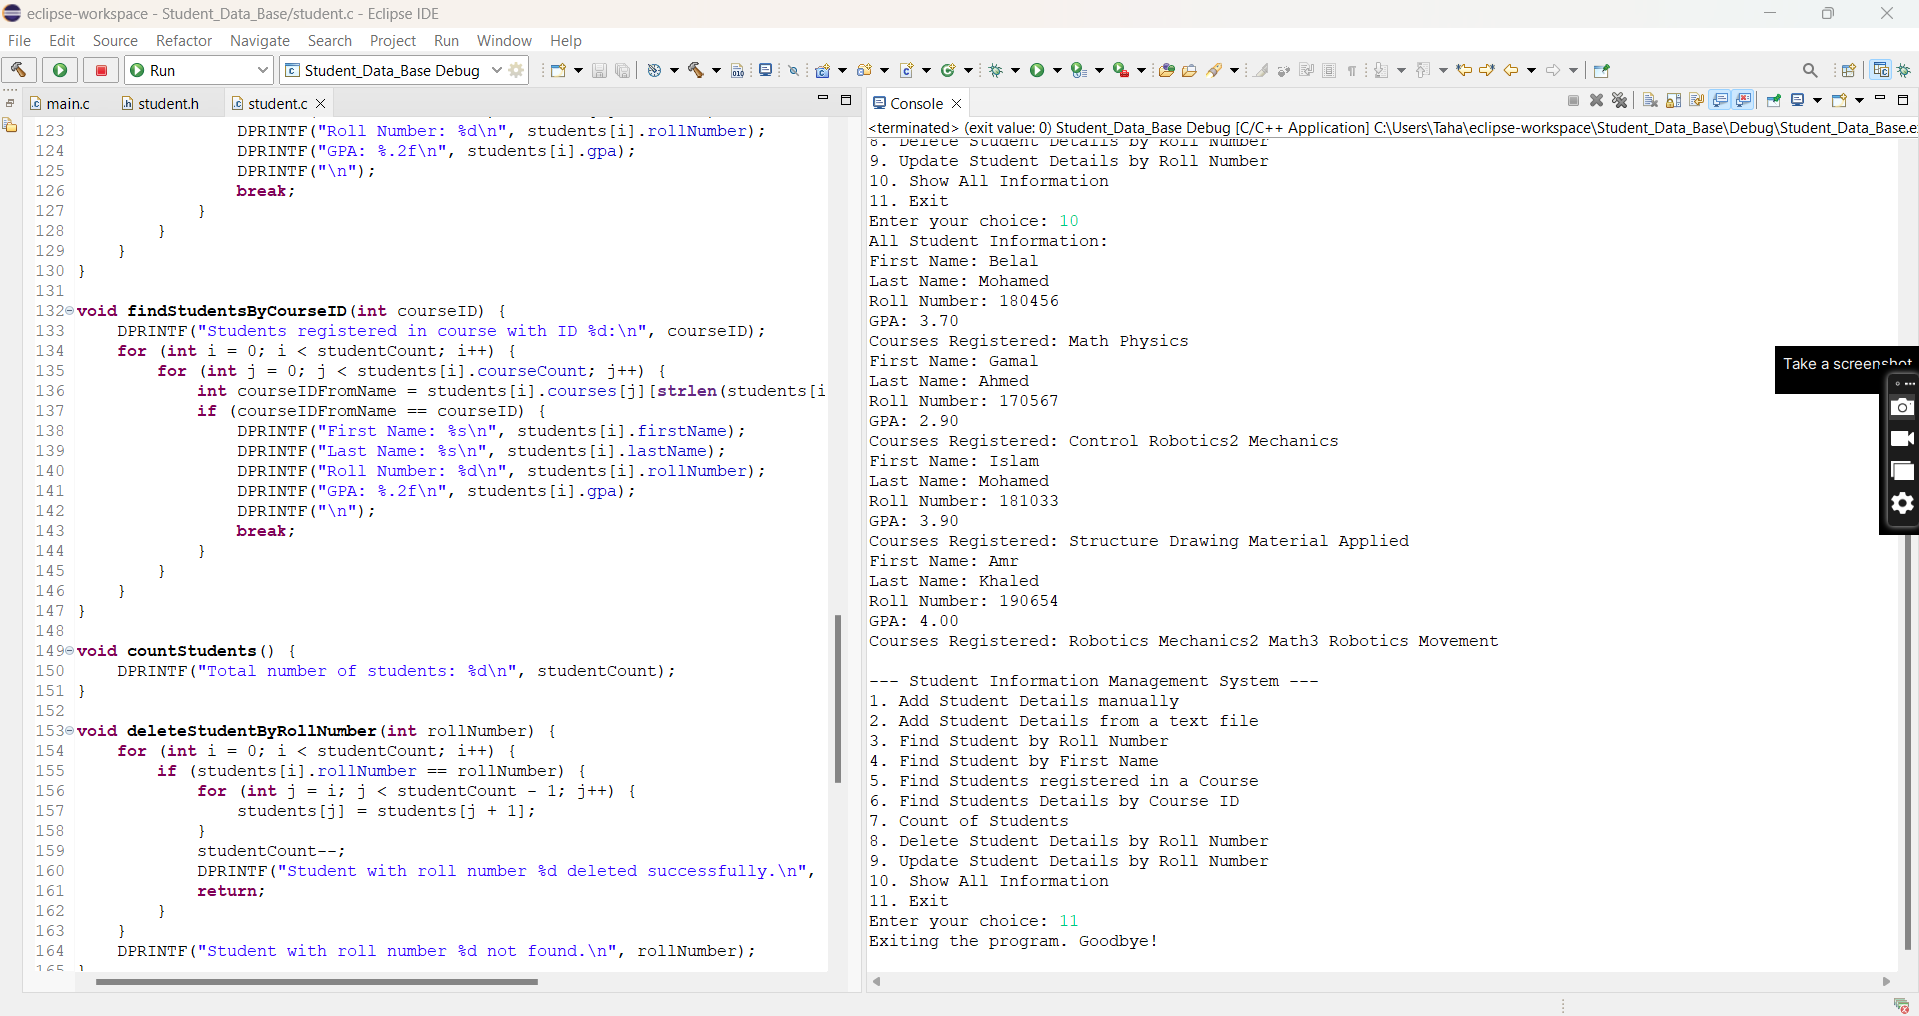 eclipse-workspace - Student_Data_Base/student.c - Eclipse IDE
File Edit Source Refactor Navigate Search Project Run Window Help
Run
Student_Data_Base Debug
main.c student.h student.c
123 DPRINTF("Roll Number: %d\n", students[i].rollNumber);
124 DPRINTF("GPA: %.2f\n", students[i].gpa);
125 DPRINTF("\n");
126 break;
127 }
128 }
129 }
130 }
131
132 void findStudentsByCourseID(int courseID) {
133 DPRINTF("Students registered in course with ID %d:\n", courseID);
134 for (int i = 0; i < studentCount; i++) {
135 for (int j = 0; j < students[i].courseCount; j++) {
136 int courseIDFromName = students[i].courses[j][strlen(students[i
137 if (courseIDFromName == courseID) {
138 DPRINTF("First Name: %s\n", students[i].firstName);
139 DPRINTF("Last Name: %s\n", students[i].lastName);
140 DPRINTF("Roll Number: %d\n", students[i].rollNumber);
141 DPRINTF("GPA: %.2f\n", students[i].gpa);
142 DPRINTF("\n");
143 break;
144 }
145 }
146 }
147 }
148
149 void countStudents() {
150 DPRINTF("Total number of students: %d\n", studentCount);
151 }
152
153 void deleteStudentByRollNumber(int rollNumber) {
154 for (int i = 0; i < studentCount; i++) {
155 if (students[i].rollNumber == rollNumber) {
156 for (int j = i; j < studentCount - 1; j++) {
157 students[j] = students[j + 1];
158 }
159 studentCount--;
160 DPRINTF("Student with roll number %d deleted successfully.\n",
161 return;
162 }
163 }
164 DPRINTF("Student with roll number %d not found.\n", rollNumber);
165 }
Console
<terminated> (exit value: 0) Student_Data_Base Debug [C/C++ Application] C:\Users\Taha\eclipse-workspace\Student_Data_Base\Debug\Student_Data_Base.e
8. Delete Student Details by Roll Number
9. Update Student Details by Roll Number
10. Show All Information
11. Exit
Enter your choice: 10
All Student Information:
First Name: Belal
Last Name: Mohamed
Roll Number: 180456
GPA: 3.70
Courses Registered: Math Physics
First Name: Gamal
Last Name: Ahmed
Roll Number: 170567
GPA: 2.90
Courses Registered: Control Robotics2 Mechanics
First Name: Islam
Last Name: Mohamed
Roll Number: 181033
GPA: 3.90
Courses Registered: Structure Drawing Material Applied
First Name: Amr
Last Name: Khaled
Roll Number: 190654
GPA: 4.00
Courses Registered: Robotics Mechanics2 Math3 Robotics Movement
--- Student Information Management System ---
1. Add Student Details manually
2. Add Student Details from a text file
3. Find Student by Roll Number
4. Find Student by First Name
5. Find Students registered in a Course
6. Find Students Details by Course ID
7. Count of Students
8. Delete Student Details by Roll Number
9. Update Student Details by Roll Number
10. Show All Information
11. Exit
Enter your choice: 11
Exiting the program. Goodbye!
Take a screenshot